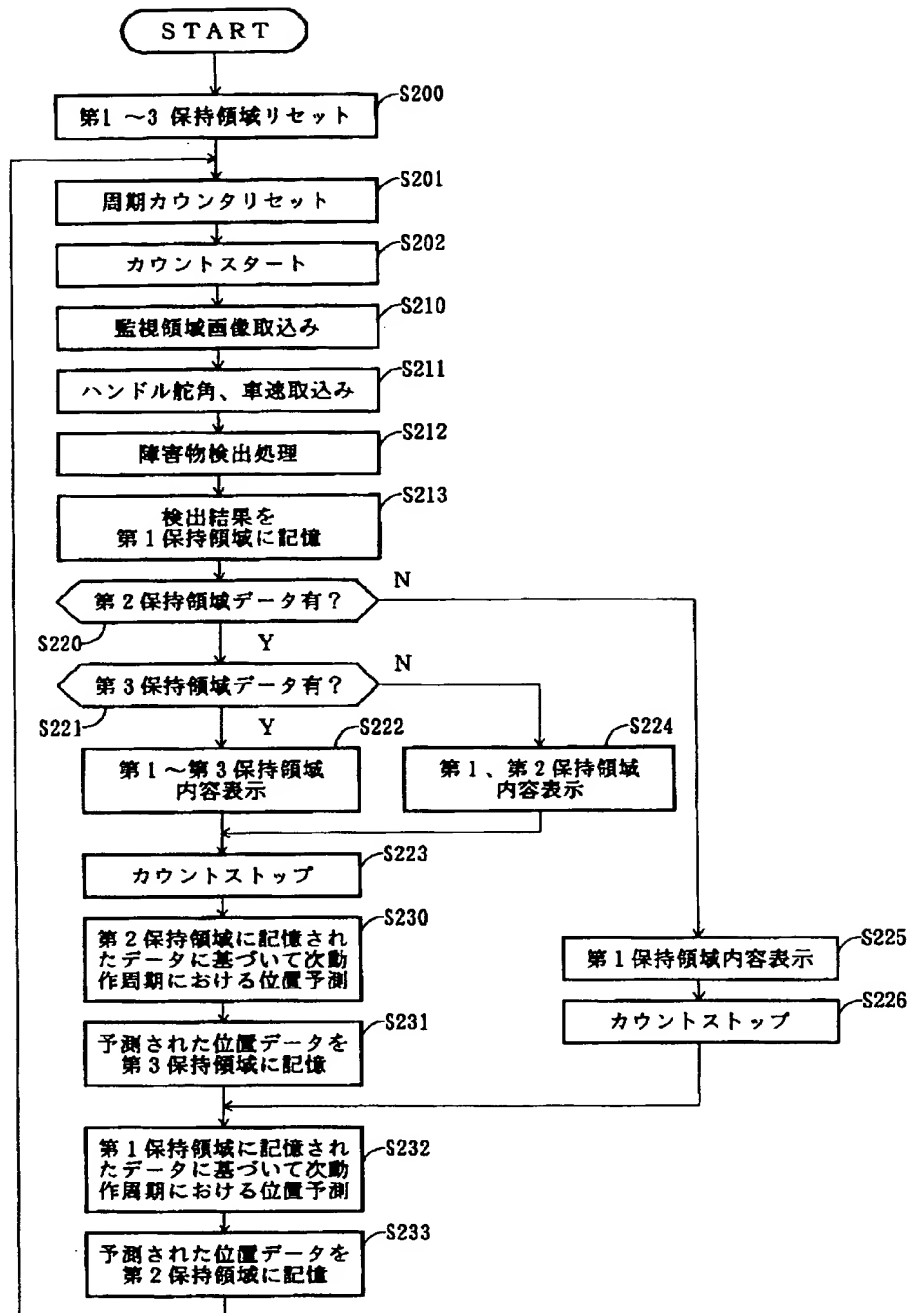 START
S200
第1 ～3 保持領域リセット
S201
周期カウンタリセット
S202
カウントスタート
S210
監視領域画像取込み
S211
ハンドル舵角、車速取込み
S212
障害物検出処理
S213
検出結果を
第1保持領域に記憶
N
第2保持領域データ有？
S220
Y
N
第3保持領域データ有？
S221
Y
S222
第1～第3保持領域
内容表示
S224
第1、第2保持領域
内容表示
S223
カウントストップ
S230
第2保持領域に記憶され
たデータに基づいて次動
作周期における位置予測
S225
第1保持領域内容表示
S226
カウントストップ
S231
予測された位置データを
第3保持領域に記憶
S232
第1保持領域に記憶され
たデータに基づいて次動
作周期における位置予測
S233
予測された位置データを
第2保持領域に記憶